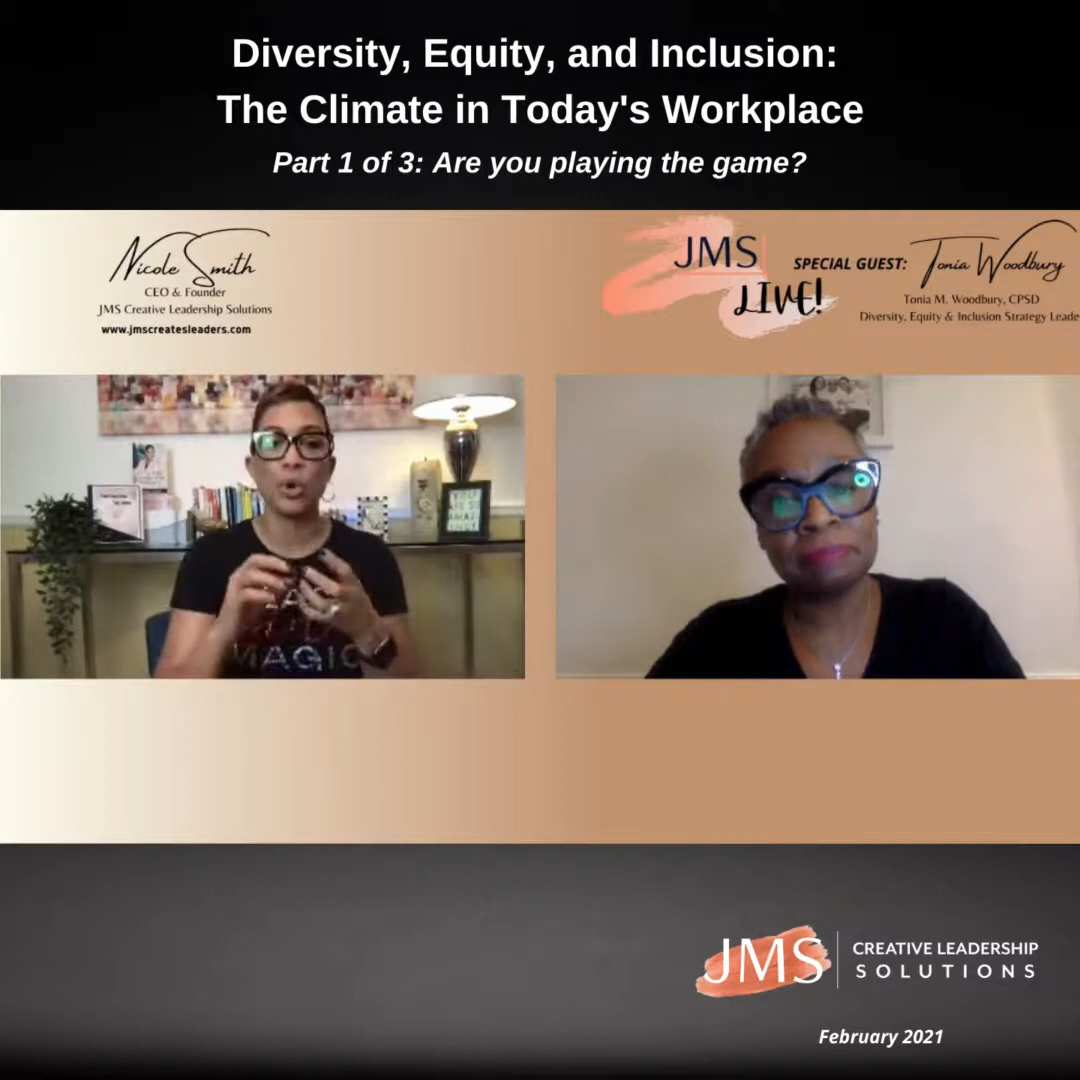 Diversity, Equity, and Inclusion:
The Climate in Today's Workplace
Part 1 of 3: Are you playing the game?
Nicole Smith
CEO & Founder
JMS Creative Leadership Solutions
www.jmscreatesleaders.com
JMS
LIVE!
SPECIAL GUEST:
Tonia Woodbury
Tonia M. Woodbury, CPSD
Diversity, Equity & Inclusion Strategy Leade
MAGIC
JMS
CREATIVE LEADERSHIP
SOLUTIONS
February 2021